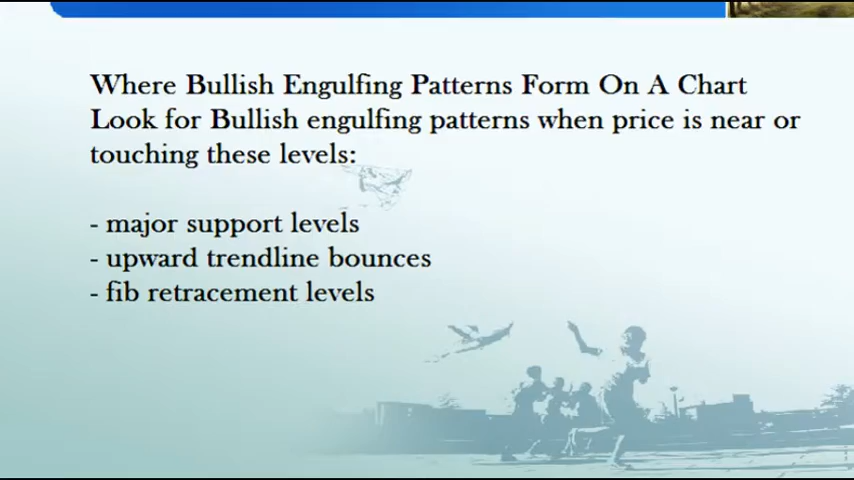 Where Bullish Engulfing Patterns Form On A Chart
Look for Bullish engulfing patterns when price is near or
touching these levels:
- major support levels
- upward trendline bounces
- fib retracement levels